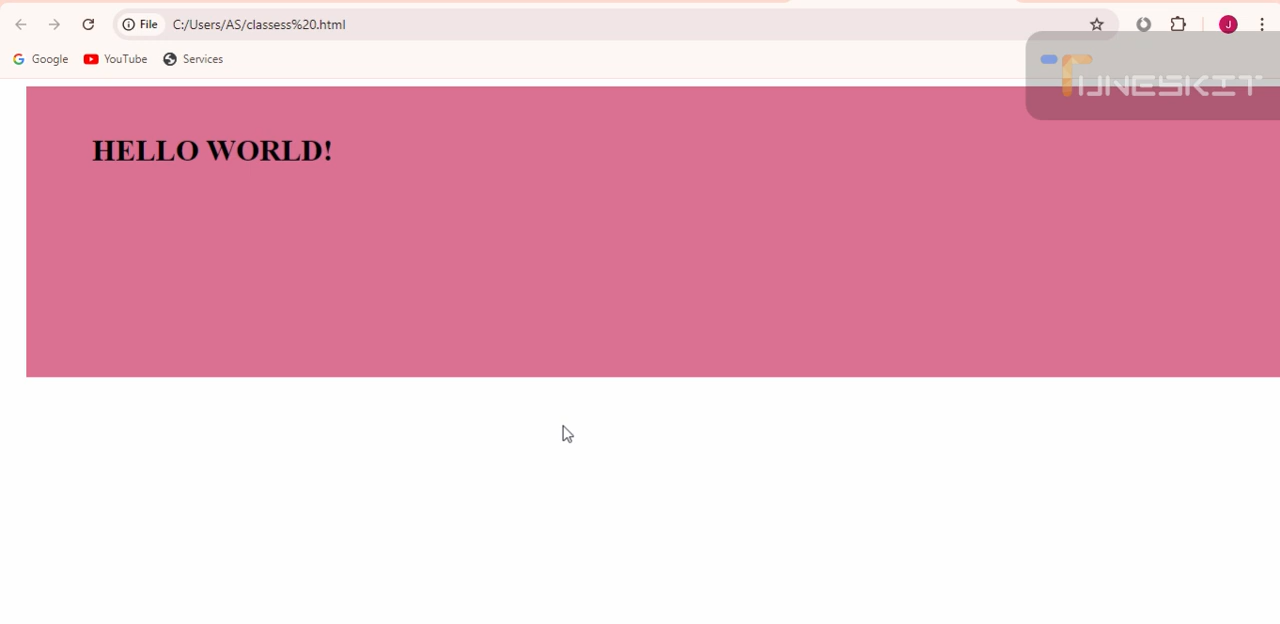 File C:/Users/AS/classess%20.html
J
Google YouTube Services
TUNESKIT
HELLO WORLD!